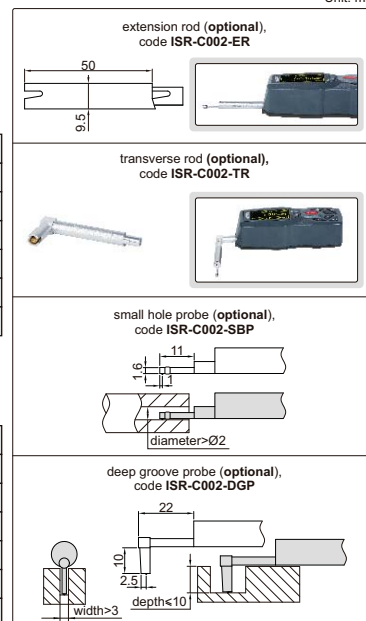 extension rod (optional),
code ISR-C002-ER
50
9.5
transverse rod (optional),
code ISR-C002-TR
small hole probe (optional),
code ISR-C002-SBP
11
1.6
1
diameter>Ø2
deep groove probe (optional),
code ISR-C002-DGP
22
10
2.5
depth≤10
width>3